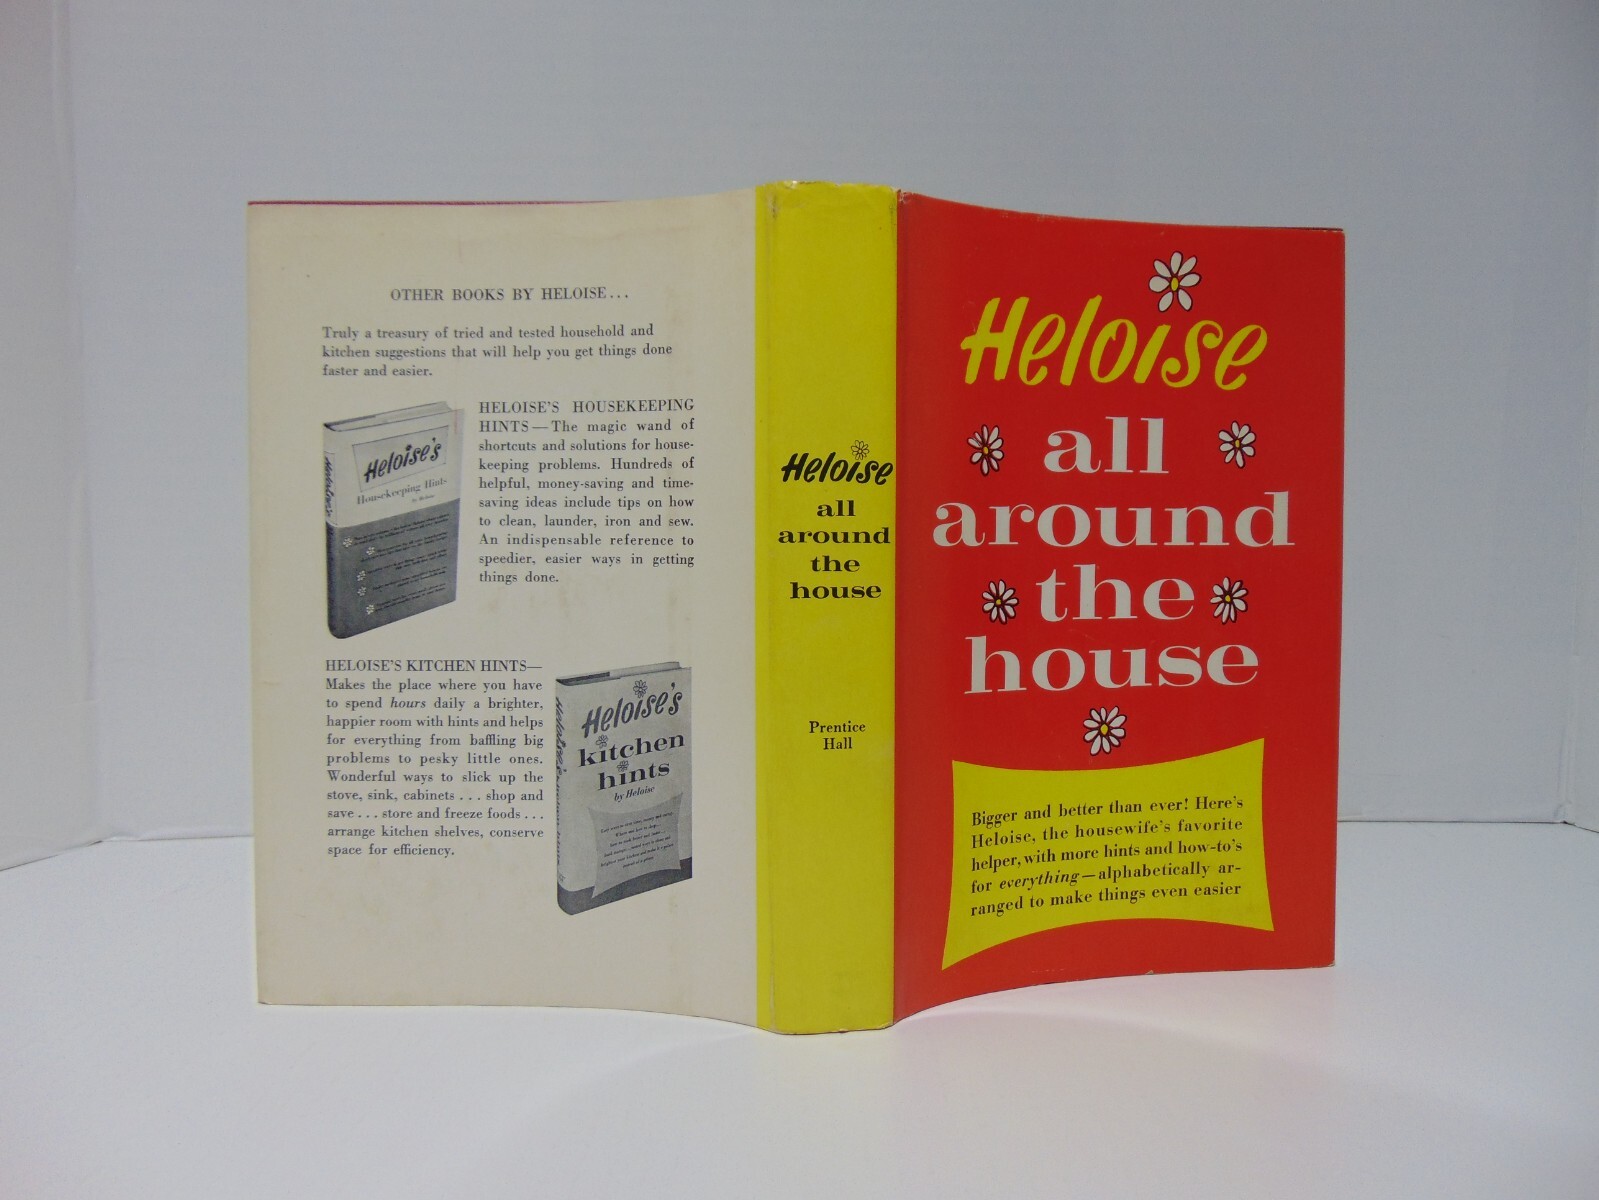 OTHER BOOKS BY HELOISE...
Truly a treasury of tried and tested household and
kitchen suggestions that will help you get things done
faster and easier.
Heloise's
Housekeeping Hints
by Heloise
HELOISE'S HOUSEKEEPING
HINTS—The magic wand of
shortcuts and solutions for house-
keeping problems. Hundreds of
helpful, money-saving and time-
saving ideas include tips on how
to clean, launder, iron and sew.
An indispensable reference to
speedier, easier ways in getting
things done.
HELOISE'S KITCHEN HINTS—
Makes the place where you have
to spend hours daily a brighter,
happier room with hints and helps
for everything from baffling big
problems to pesky little ones.
Wonderful ways to slick up the
stove, sink, cabinets . . . shop and
save . . . store and freeze foods . . .
arrange kitchen shelves, conserve
space for efficiency.
Heloise's
kitchen
hints
by Heloise
Heloise
all
around
the
house
Prentice
Hall
Heloise
all
around
the
house
Bigger and better than ever! Here's
Heloise, the housewife's favorite
helper, with more hints and how-to's
for everything—alphabetically ar-
ranged to make things even easier